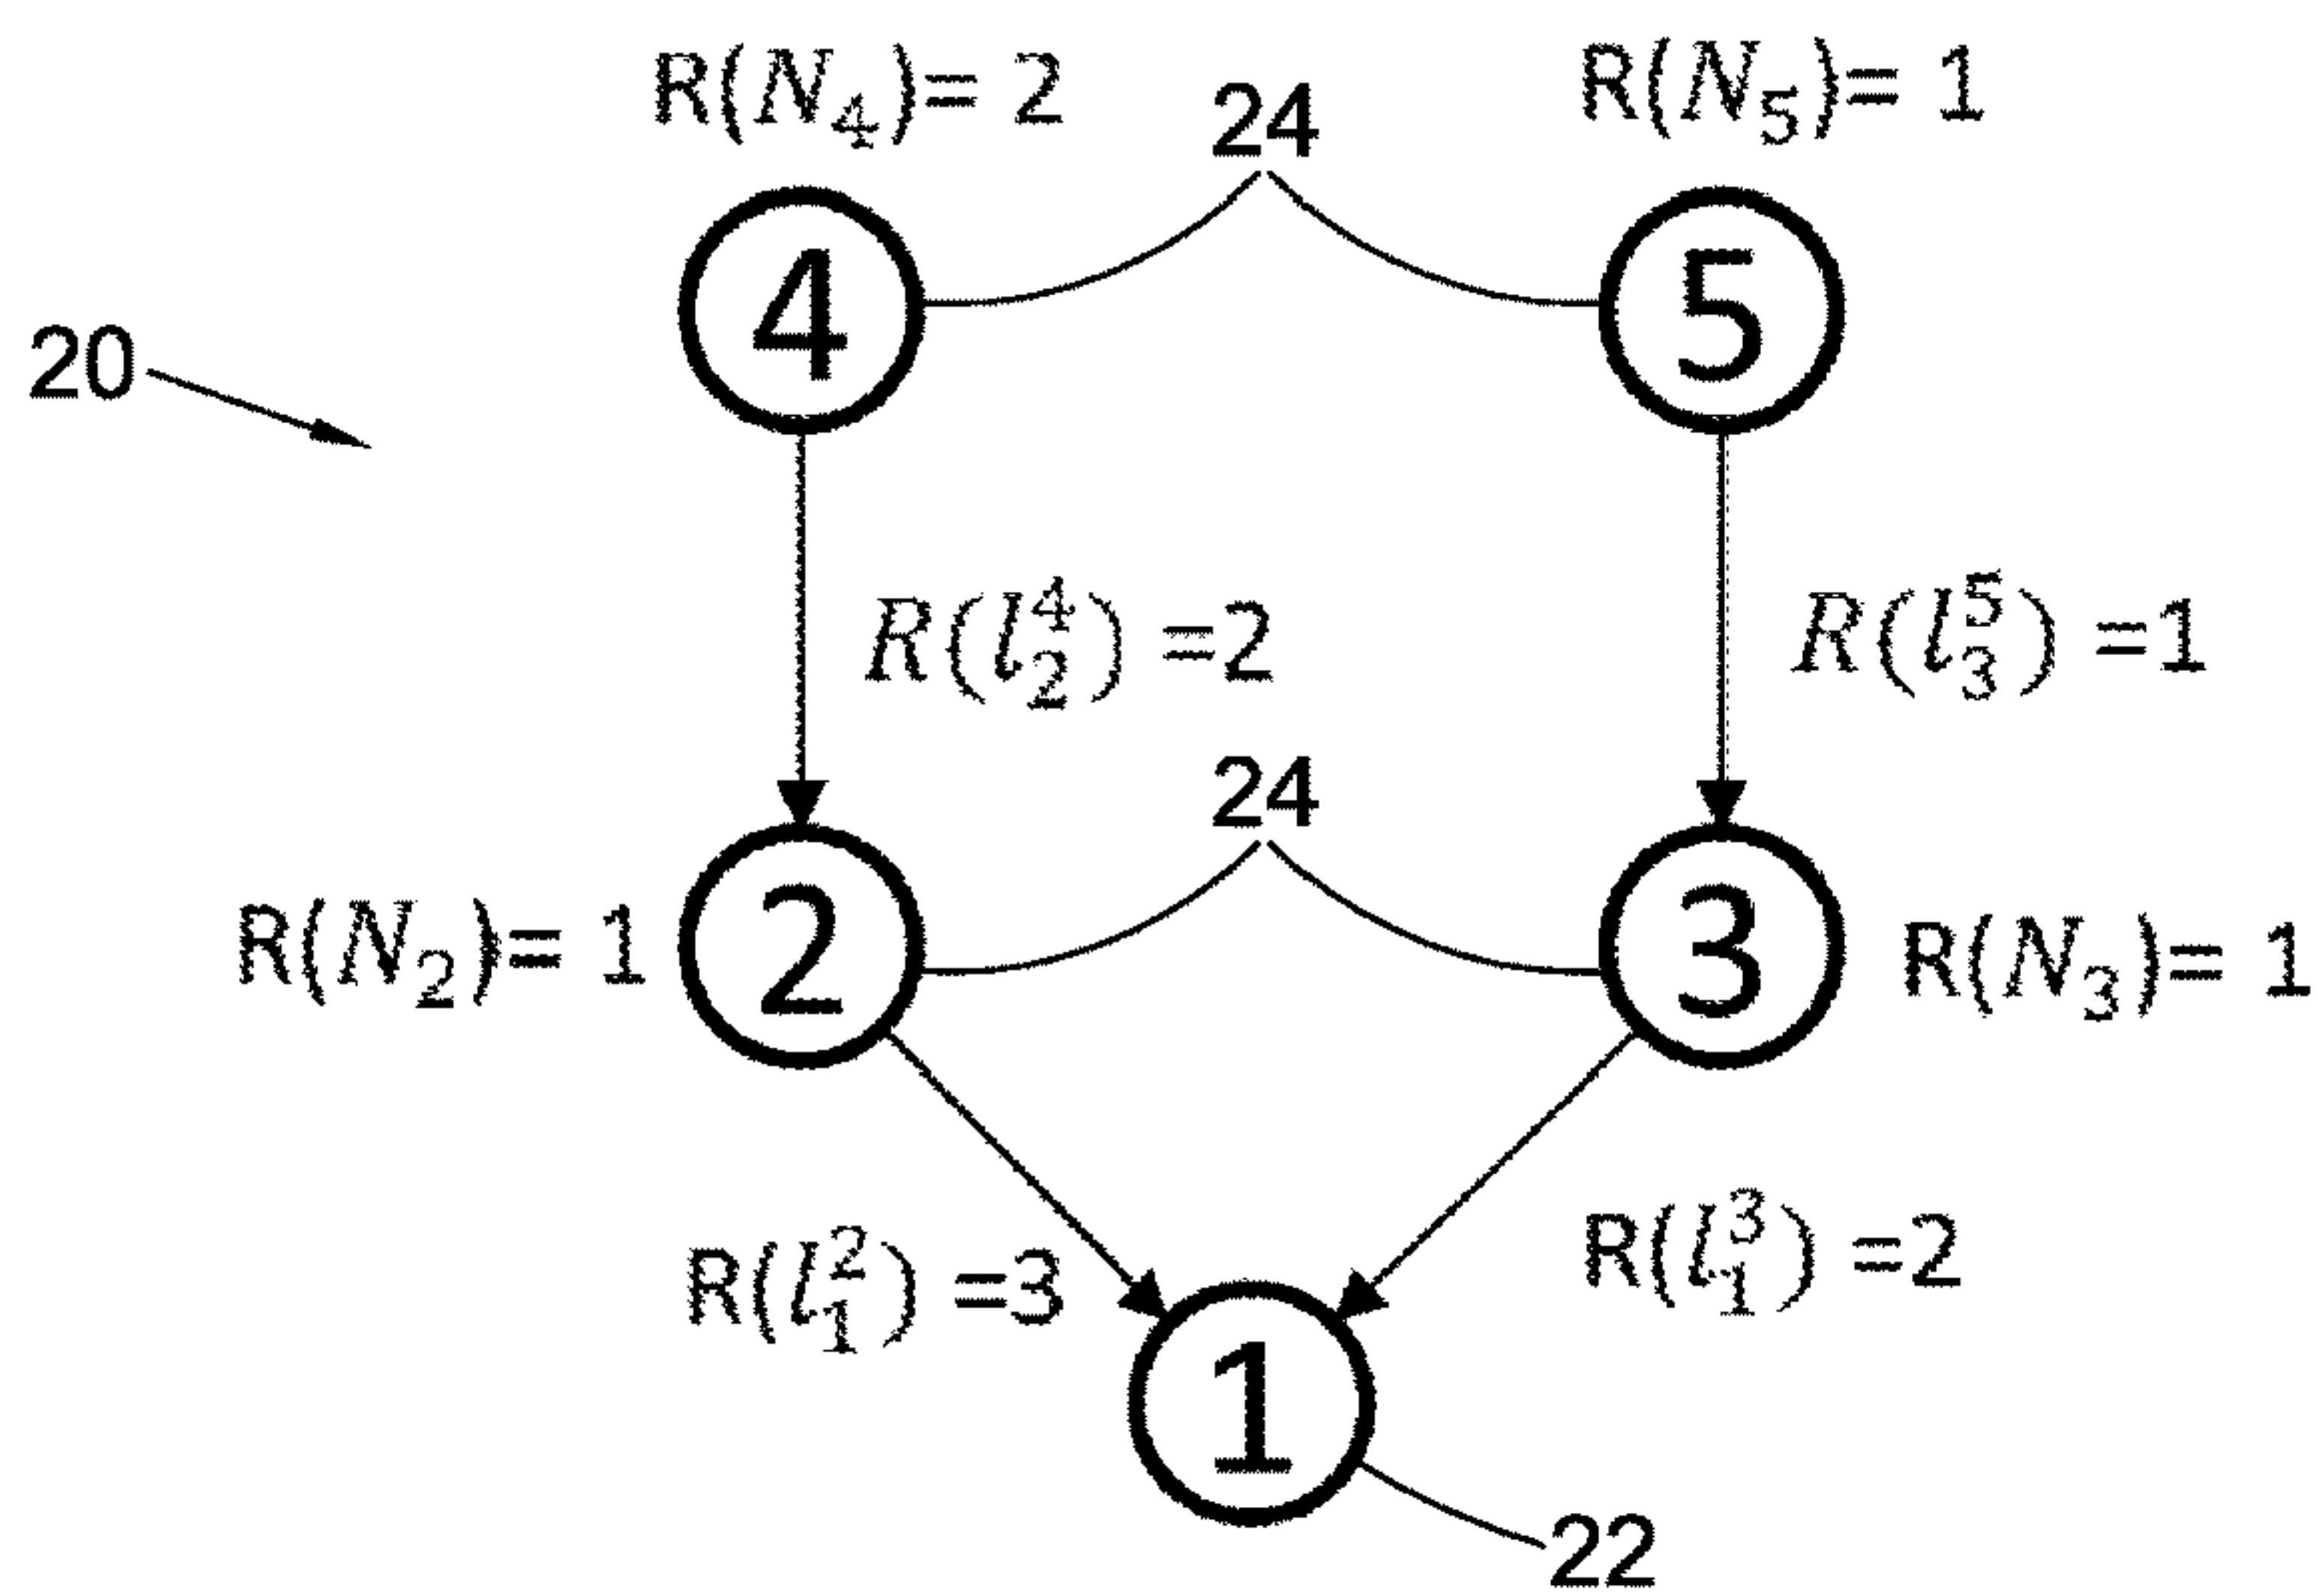 R(N₄)= 2
24
R(N₅)= 1
4
5
20
R(l₂⁴) =2
R(l₃⁵) =1
24
R(N₂)= 1
2
3
R(N₃)= 1
R(l₁²) =3
R(l₁³) =2
1
22